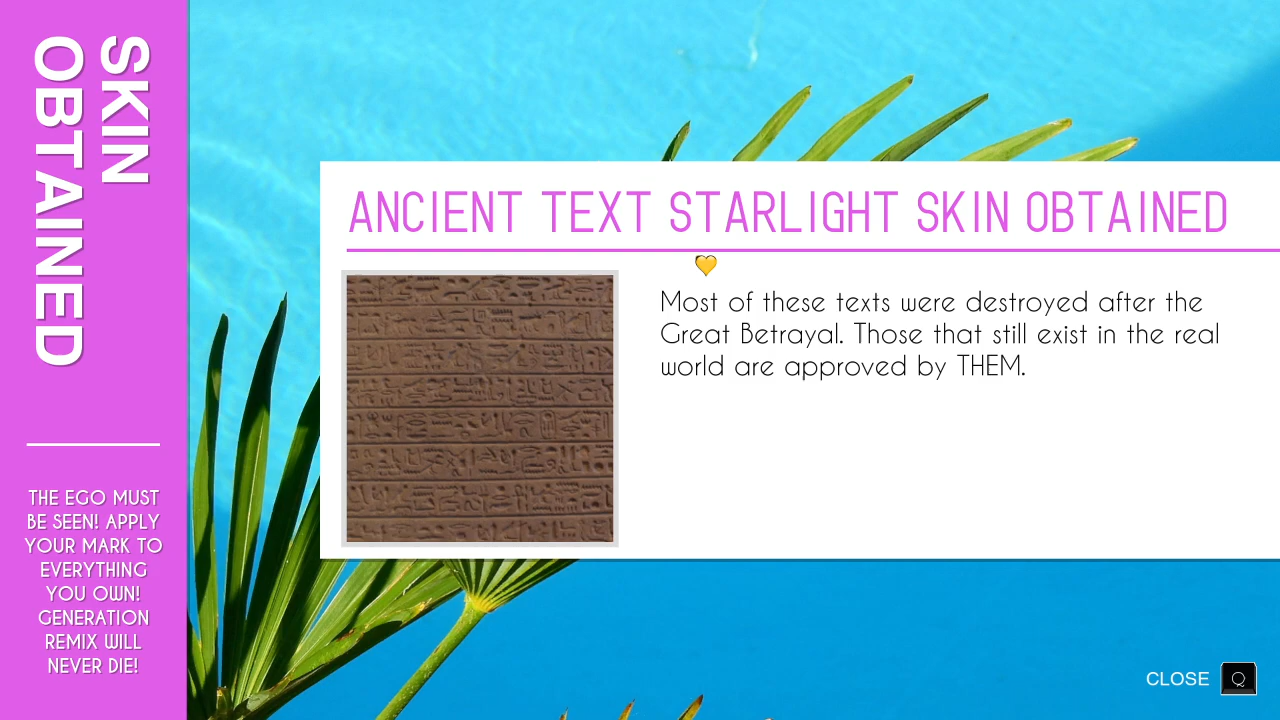 SKIN
OBTAINED
THE EGO MUST
BE SEEN! APPLY
YOUR MARK TO
EVERYTHING
YOU OWN!
GENERATION
REMIX WILL
NEVER DIE!
ANCIENT TEXT STARLIGHT SKIN OBTAINED
Most of these texts were destroyed after the
Great Betrayal. Those that still exist in the real
world are approved by THEM.
CLOSE Q